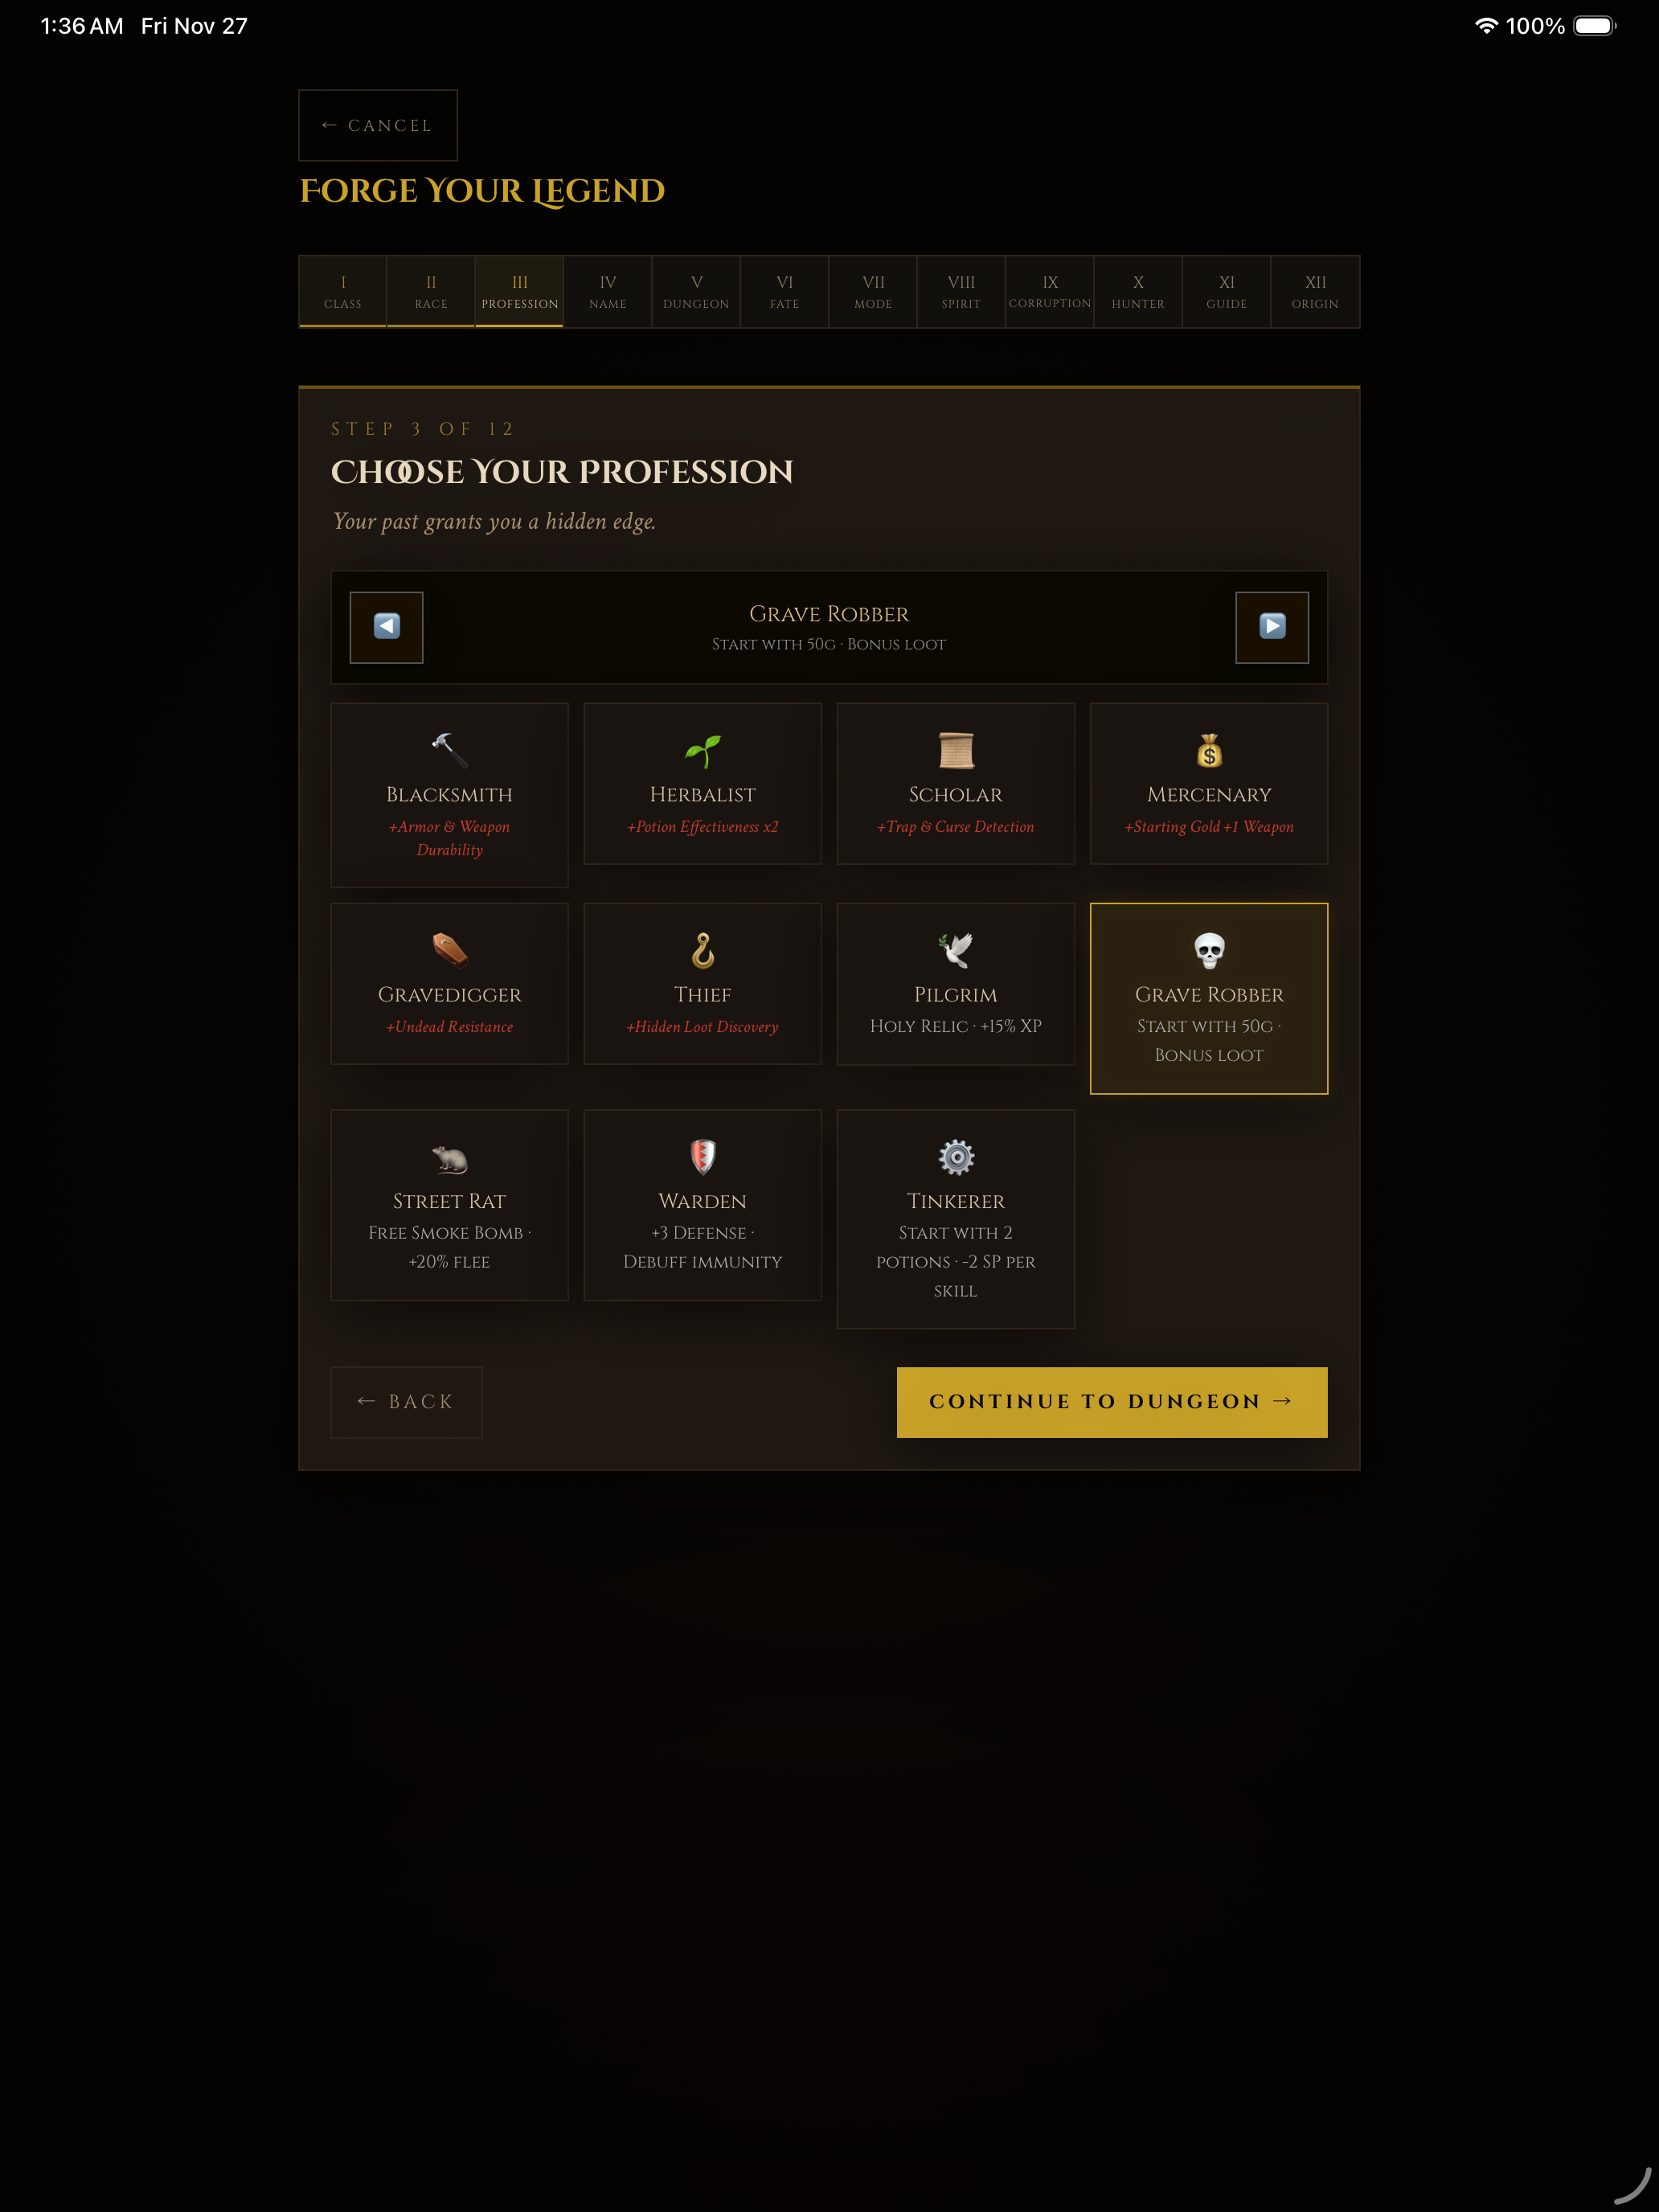 1:36 AM Fri Nov 27
100%
← CANCEL
Forge Your Legend
I
CLASS
II
RACE
III
PROFESSION
IV
NAME
V
DUNGEON
VI
FATE
VII
MODE
VIII
SPIRIT
IX
CORRUPTION
X
HUNTER
XI
GUIDE
XII
ORIGIN
STEP 3 OF 12
Choose Your Profession
Your past grants you a hidden edge.
Grave Robber
Start with 50g · Bonus loot
Blacksmith
+Armor & Weapon
Durability
Herbalist
+Potion Effectiveness x2
Scholar
+Trap & Curse Detection
Mercenary
+Starting Gold +1 Weapon
Gravedigger
+Undead Resistance
Thief
+Hidden Loot Discovery
Pilgrim
Holy Relic · +15% XP
Grave Robber
Start with 50g ·
Bonus loot
Street Rat
Free Smoke Bomb ·
+20% flee
Warden
+3 Defense ·
Debuff immunity
Tinkerer
Start with 2
potions · -2 SP per
skill
← BACK
CONTINUE TO DUNGEON →